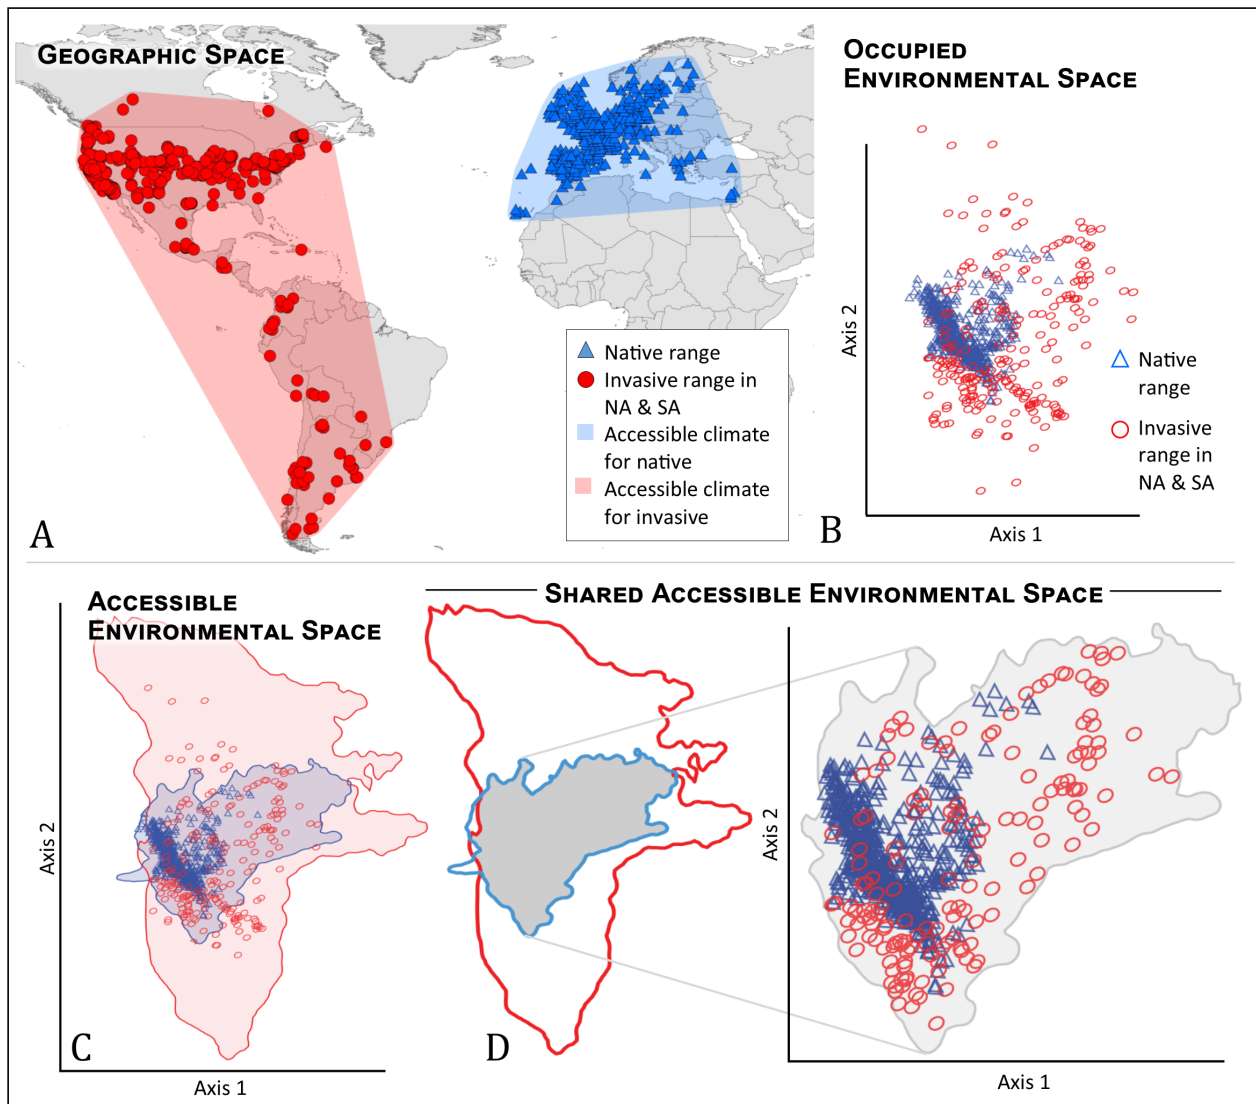 GEOGRAPHIC SPACE
Native range
Invasive range in
NA & SA
Accessible climate
for native
Accessible climate
for invasive
A
OCCUPIED
ENVIRONMENTAL SPACE
Axis 2
Native
range
Invasive
range in
NA & SA
B
Axis 1
ACCESSIBLE
ENVIRONMENTAL SPACE
Axis 2
C
Axis 1
SHARED ACCESSIBLE ENVIRONMENTAL SPACE
D
Axis 2
Axis 1